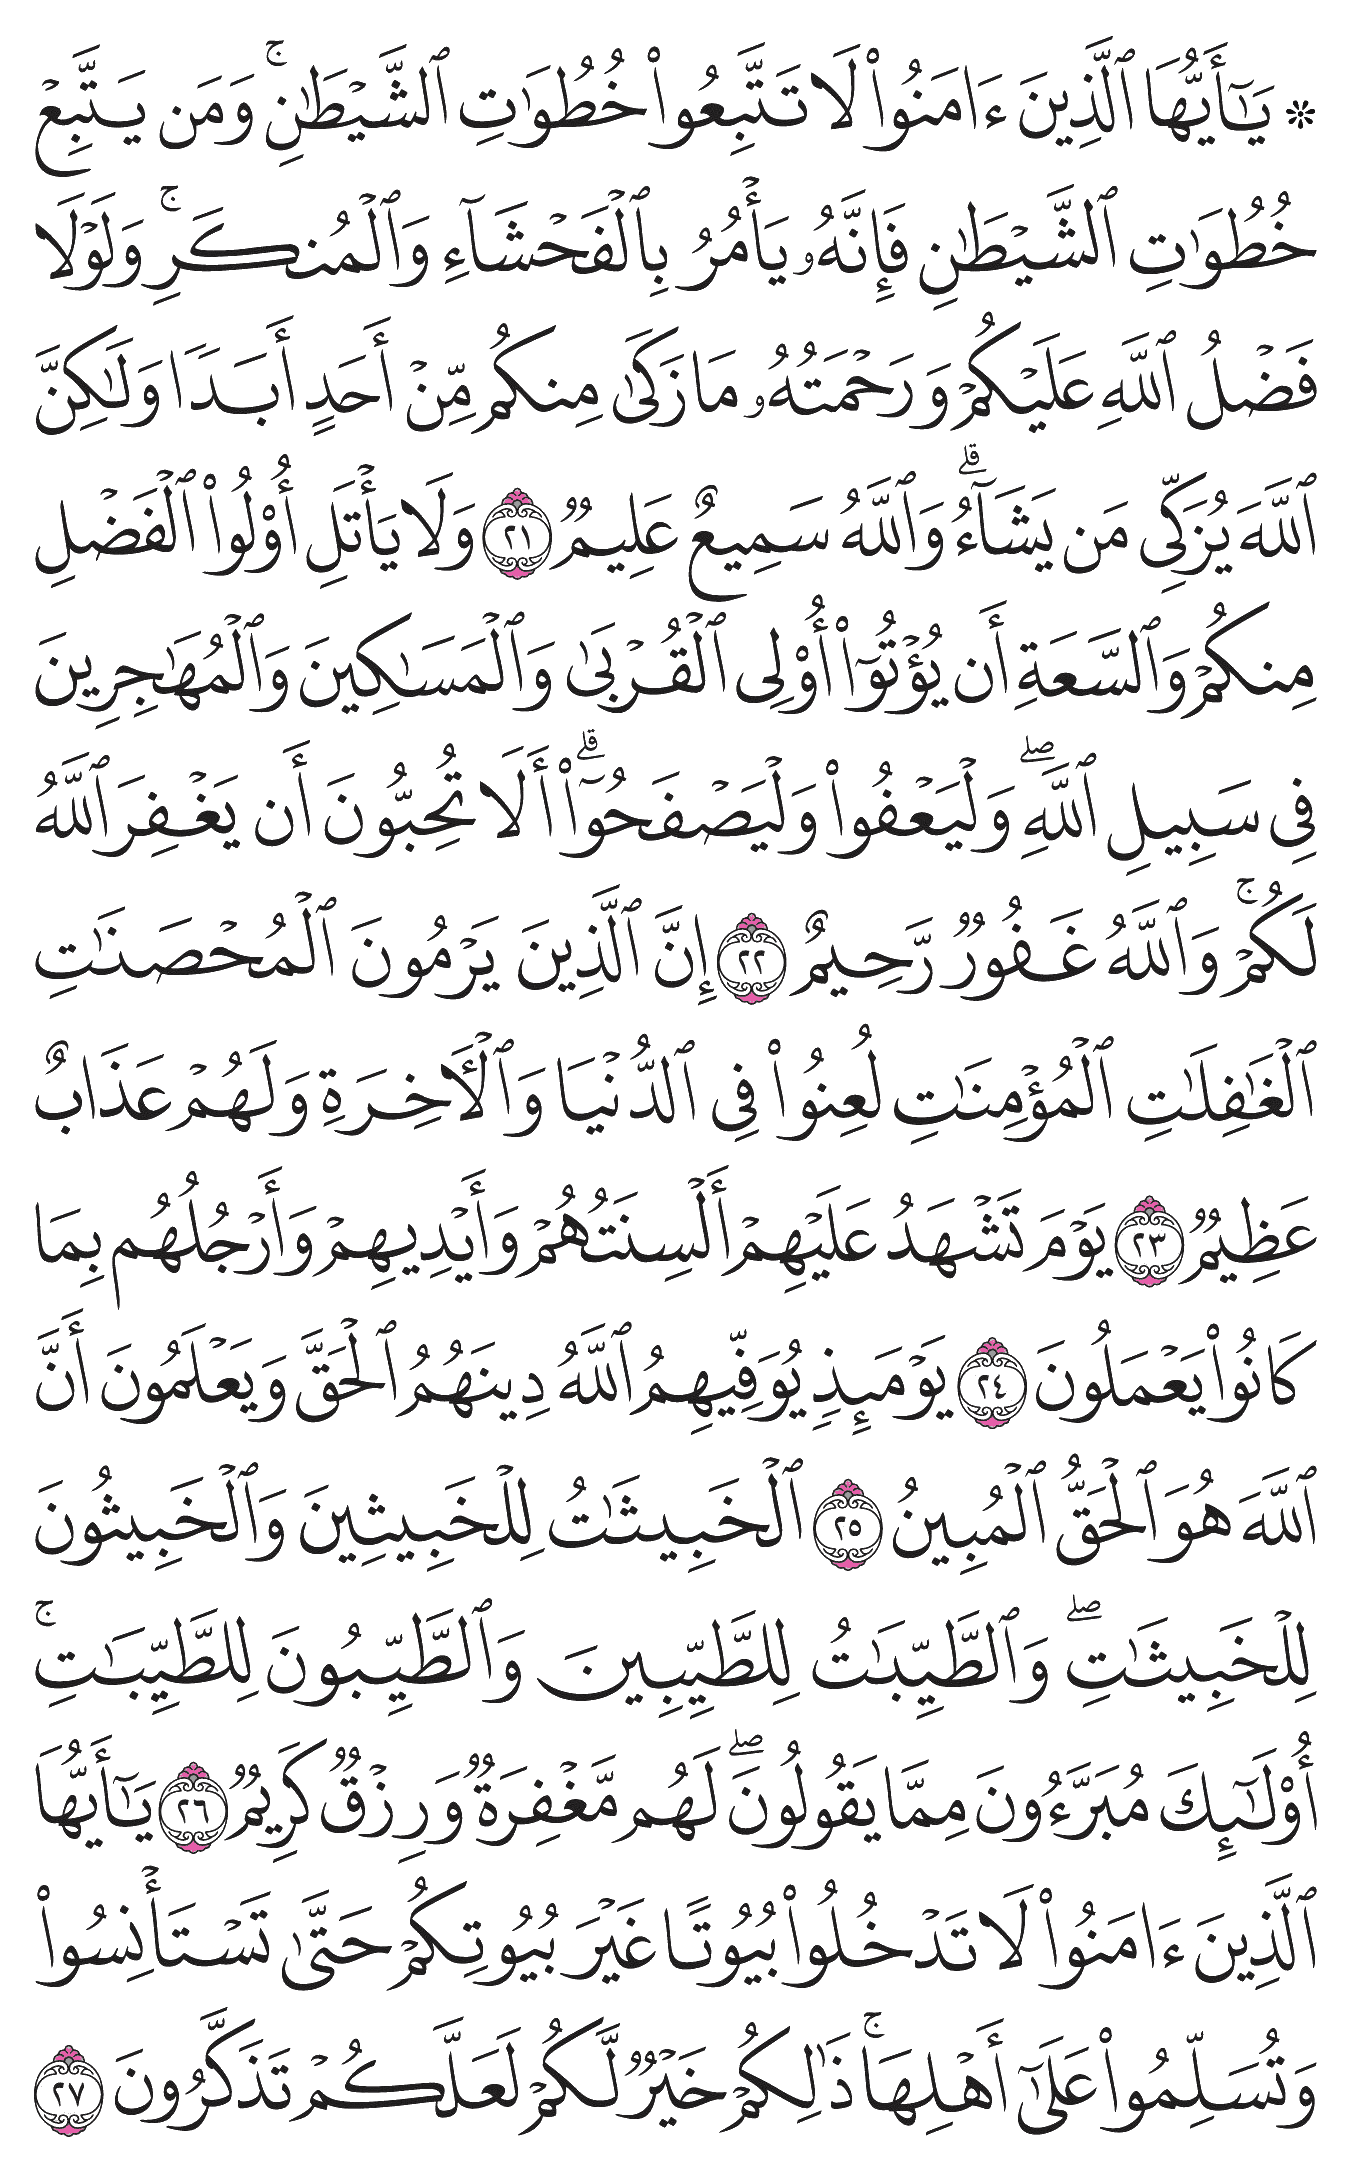 ۞ يَٰٓأَيُّهَا ٱلَّذِينَ ءَامَنُوا۟ لَا تَتَّبِعُوا۟ خُطُوَٰتِ ٱلشَّيْطَٰنِ ۚ وَمَن يَتَّبِعْ
خُطُوَٰتِ ٱلشَّيْطَٰنِ فَإِنَّهُۥ يَأْمُرُ بِٱلْفَحْشَآءِ وَٱلْمُنكَرِ ۚ وَلَوْلَا
فَضْلُ ٱللَّهِ عَلَيْكُمْ وَرَحْمَتُهُۥ مَا زَكَىٰ مِنكُم مِّنْ أَحَدٍ أَبَدًا وَلَٰكِنَّ
ٱللَّهَ يُزَكِّى مَن يَشَآءُ ۗ وَٱللَّهُ سَمِيعٌ عَلِيمٌ ٢١ وَلَا يَأْتَلِ أُو۟لُوا۟ ٱلْفَضْلِ
مِنكُمْ وَٱلسَّعَةِ أَن يُؤْتُوٓا۟ أُو۟لِى ٱلْقُرْبَىٰ وَٱلْمَسَٰكِينَ وَٱلْمُهَٰجِرِينَ
فِى سَبِيلِ ٱللَّهِ ۖ وَلْيَعْفُوا۟ وَلْيَصْفَحُوٓا۟ ۗ أَلَا تُحِبُّونَ أَن يَغْفِرَ ٱللَّهُ
لَكُمْ ۚ وَٱللَّهُ غَفُورٌ رَّحِيمٌ ٢٢ إِنَّ ٱلَّذِينَ يَرْمُونَ ٱلْمُحْصَنَٰتِ
ٱلْغَٰفِلَٰتِ ٱلْمُؤْمِنَٰتِ لُعِنُوا۟ فِى ٱلدُّنْيَا وَٱلْءَاخِرَةِ وَلَهُمْ عَذَابٌ
عَظِيمٌ ٢٣ يَوْمَ تَشْهَدُ عَلَيْهِمْ أَلْسِنَتُهُمْ وَأَيْدِيهِمْ وَأَرْجُلُهُم بِمَا
كَانُوا۟ يَعْمَلُونَ ٢٤ يَوْمَئِذٍ يُوَفِّيهِمُ ٱللَّهُ دِينَهُمُ ٱلْحَقَّ وَيَعْلَمُونَ أَنَّ
ٱللَّهَ هُوَ ٱلْحَقُّ ٱلْمُبِينُ ٢٥ ٱلْخَبِيثَٰتُ لِلْخَبِيثِينَ وَٱلْخَبِيثُونَ
لِلْخَبِيثَٰتِ ۖ وَٱلطَّيِّبَٰتُ لِلطَّيِّبِينَ وَٱلطَّيِّبُونَ لِلطَّيِّبَٰتِ ۚ
أُو۟لَٰٓئِكَ مُبَرَّءُونَ مِمَّا يَقُولُونَ ۖ لَهُم مَّغْفِرَةٌ وَرِزْقٌ كَرِيمٌ ٢٦ يَٰٓأَيُّهَا
ٱلَّذِينَ ءَامَنُوا۟ لَا تَدْخُلُوا۟ بُيُوتًا غَيْرَ بُيُوتِكُمْ حَتَّىٰ تَسْتَأْنِسُوا۟
وَتُسَلِّمُوا۟ عَلَىٰٓ أَهْلِهَا ۚ ذَٰلِكُمْ خَيْرٌ لَّكُمْ لَعَلَّكُمْ تَذَكَّرُونَ ٢٧